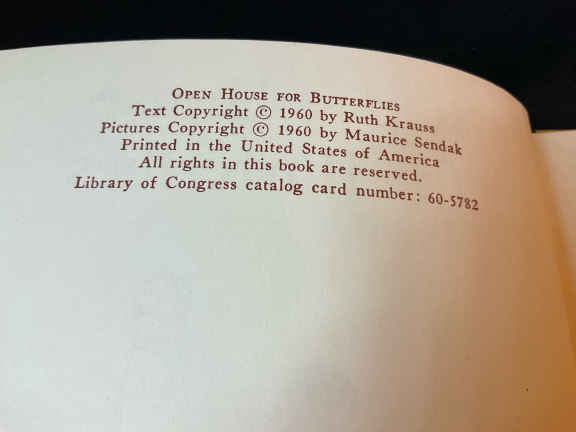 OPEN HOUSE FOR BUTTERFLIES
Text Copyright © 1960 by Ruth Krauss
Pictures Copyright © 1960 by Maurice Sendak
Printed in the United States of America
All rights in this book are reserved.
Library of Congress catalog card number: 60-5782